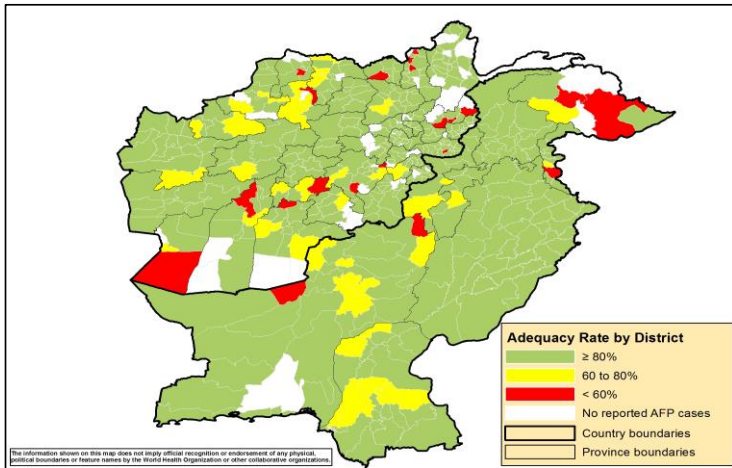 Adequacy Rate by District
≥ 80%
60 to 80%
< 60%
No reported AFP cases
Country boundaries
Province boundaries
The information shown on this map does not imply official recognition or endorsement of any physical,
political boundaries or feature names by the World Health Organization or other collaborative organizations.